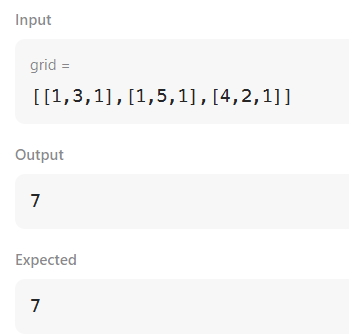 Input
grid =
[[1,3,1],[1,5,1],[4,2,1]]
Output
7
Expected
7